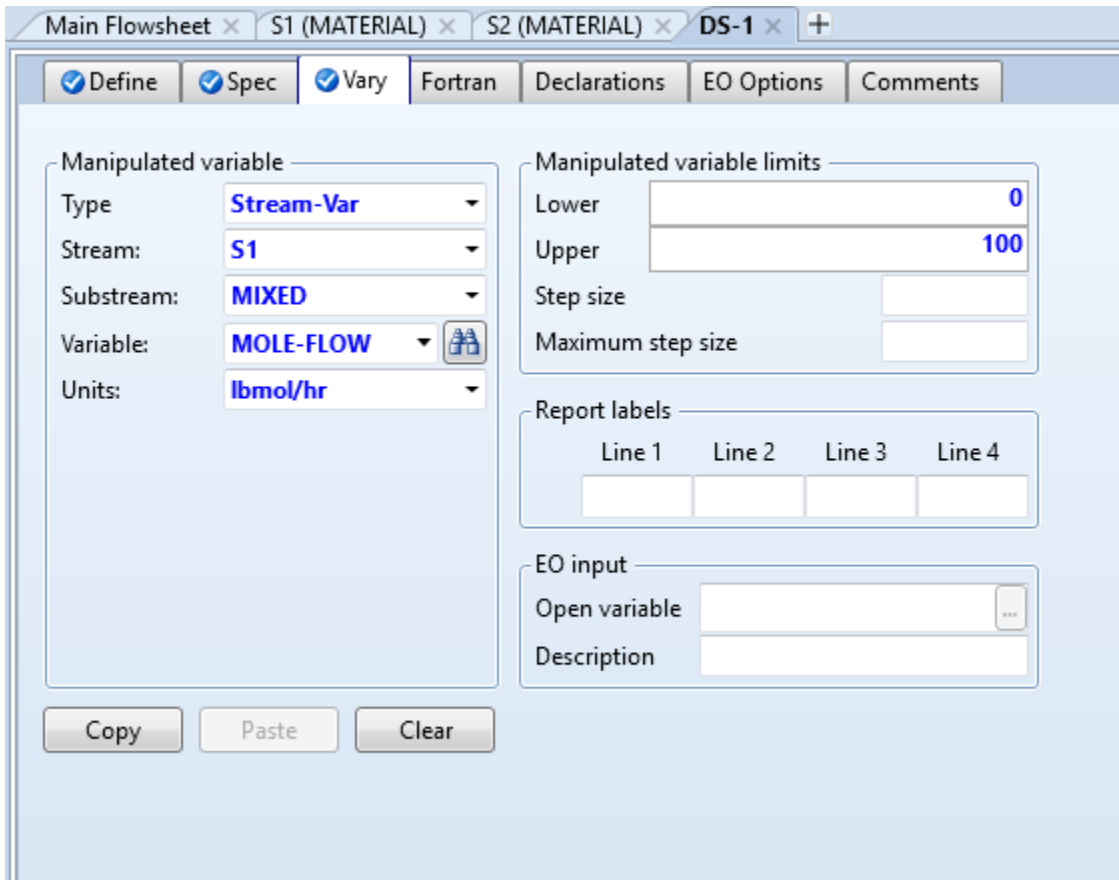 Main Flowsheet × S1 (MATERIAL) × S2 (MATERIAL) × DS-1 × +
Define Spec Vary Fortran Declarations EO Options Comments
Manipulated variable
Type Stream-Var
Stream: S1
Substream: MIXED
Variable: MOLE-FLOW
Units: lbmol/hr
Copy Paste Clear
Manipulated variable limits
Lower 0
Upper 100
Step size
Maximum step size
Report labels
Line 1 Line 2 Line 3 Line 4
EO input
Open variable ...
Description